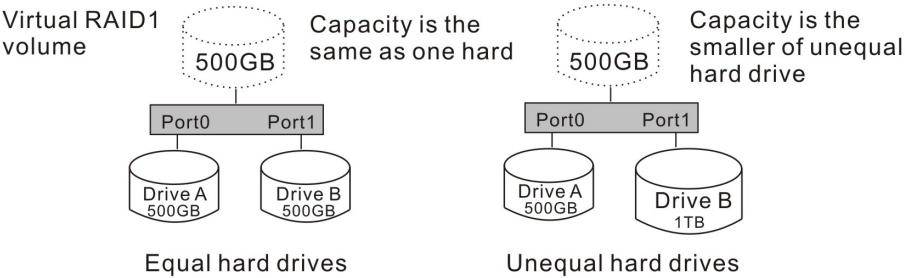 Virtual RAID1
volume
500GB
Capacity is the
same as one hard
Port0 Port1
Drive A
500GB
Drive B
500GB
Equal hard drives
500GB
Capacity is the
smaller of unequal
hard drive
Port0 Port1
Drive A
500GB
Drive B
1TB
Unequal hard drives